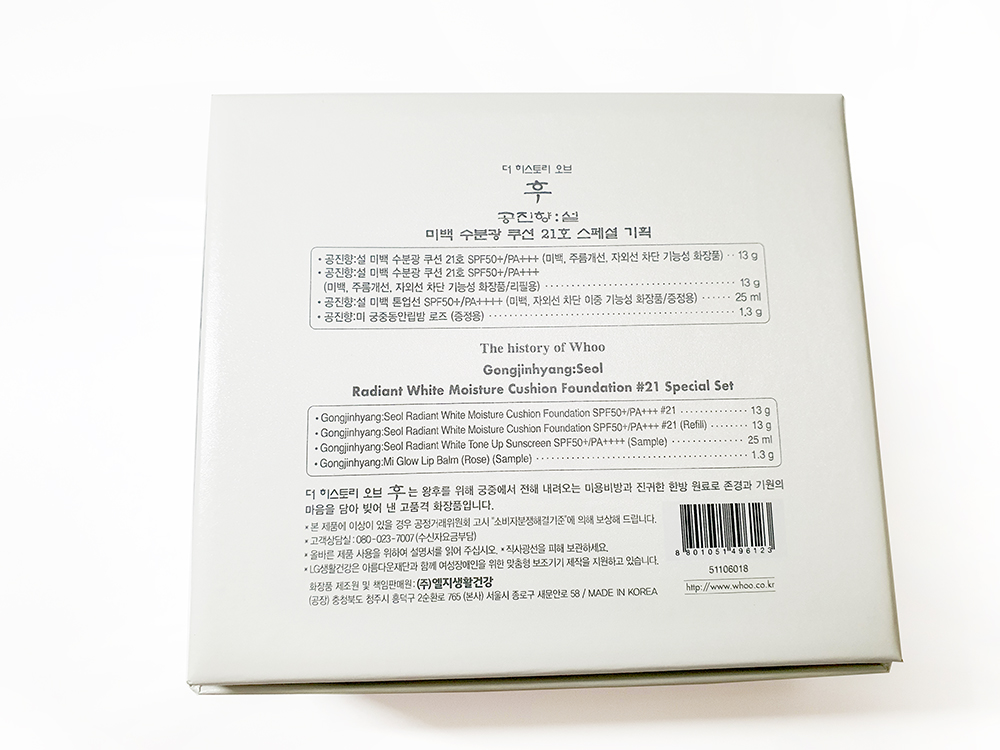 더 히스토리 오브
후
공진향:설
미백 수분광 쿠션 21호 스페셜 기획
• 공진향:설 미백 수분광 쿠션 21호 SPF50+/PA+++ (미백, 주름개선, 자외선 차단 기능성 화장품) ·· 13 g
• 공진향:설 미백 수분광 쿠션 21호 SPF50+/PA+++
(미백, 주름개선, 자외선 차단 기능성 화장품/리필용) ·················· 13 g
• 공진향:설 미백 톤업선 SPF50+/PA++++ (미백, 자외선 차단 이중 기능성 화장품/증정용) ······ 25 ml
• 공진향:미 궁중동안립밤 로즈 (증정용) ·················· 1.3 g
The history of Whoo
Gongjinhyang:Seol
Radiant White Moisture Cushion Foundation #21 Special Set
• Gongjinhyang:Seol Radiant White Moisture Cushion Foundation SPF50+/PA+++ #21 ············ 13 g
• Gongjinhyang:Seol Radiant White Moisture Cushion Foundation SPF50+/PA+++ #21 (Refill) ······· 13 g
• Gongjinhyang:Seol Radiant White Tone Up Sunscreen SPF50+/PA++++ (Sample) ············ 25 ml
• Gongjinhyang:Mi Glow Lip Balm (Rose) (Sample) ·················· 1.3 g
더 히스토리 오브 후는 왕후를 위해 궁중에서 전해 내려오는 미용비방과 진귀한 한방 원료로 존경과 기원의
마음을 담아 빚어 낸 고품격 화장품입니다.
* 본 제품에 이상이 있을 경우 공정거래위원회 고시 "소비자분쟁해결기준"에 의해 보상해 드립니다.
* 고객상담실 : 080-023-7007 (수신자요금부담)
* 올바른 제품 사용을 위하여 설명서를 읽어 주십시오. * 직사광선을 피해 보관하세요.
* LG생활건강은 아름다운재단과 함께 여성장애인을 위한 맞춤형 보조기기 제작을 지원하고 있습니다.
화장품 제조원 및 책임판매원 : (주)엘지생활건강
(공장) 충청북도 청주시 흥덕구 2순환로 765 (본사) 서울시 종로구 새문안로 58 / MADE IN KOREA
8 801051 496123
51106018
http://www.whoo.co.kr